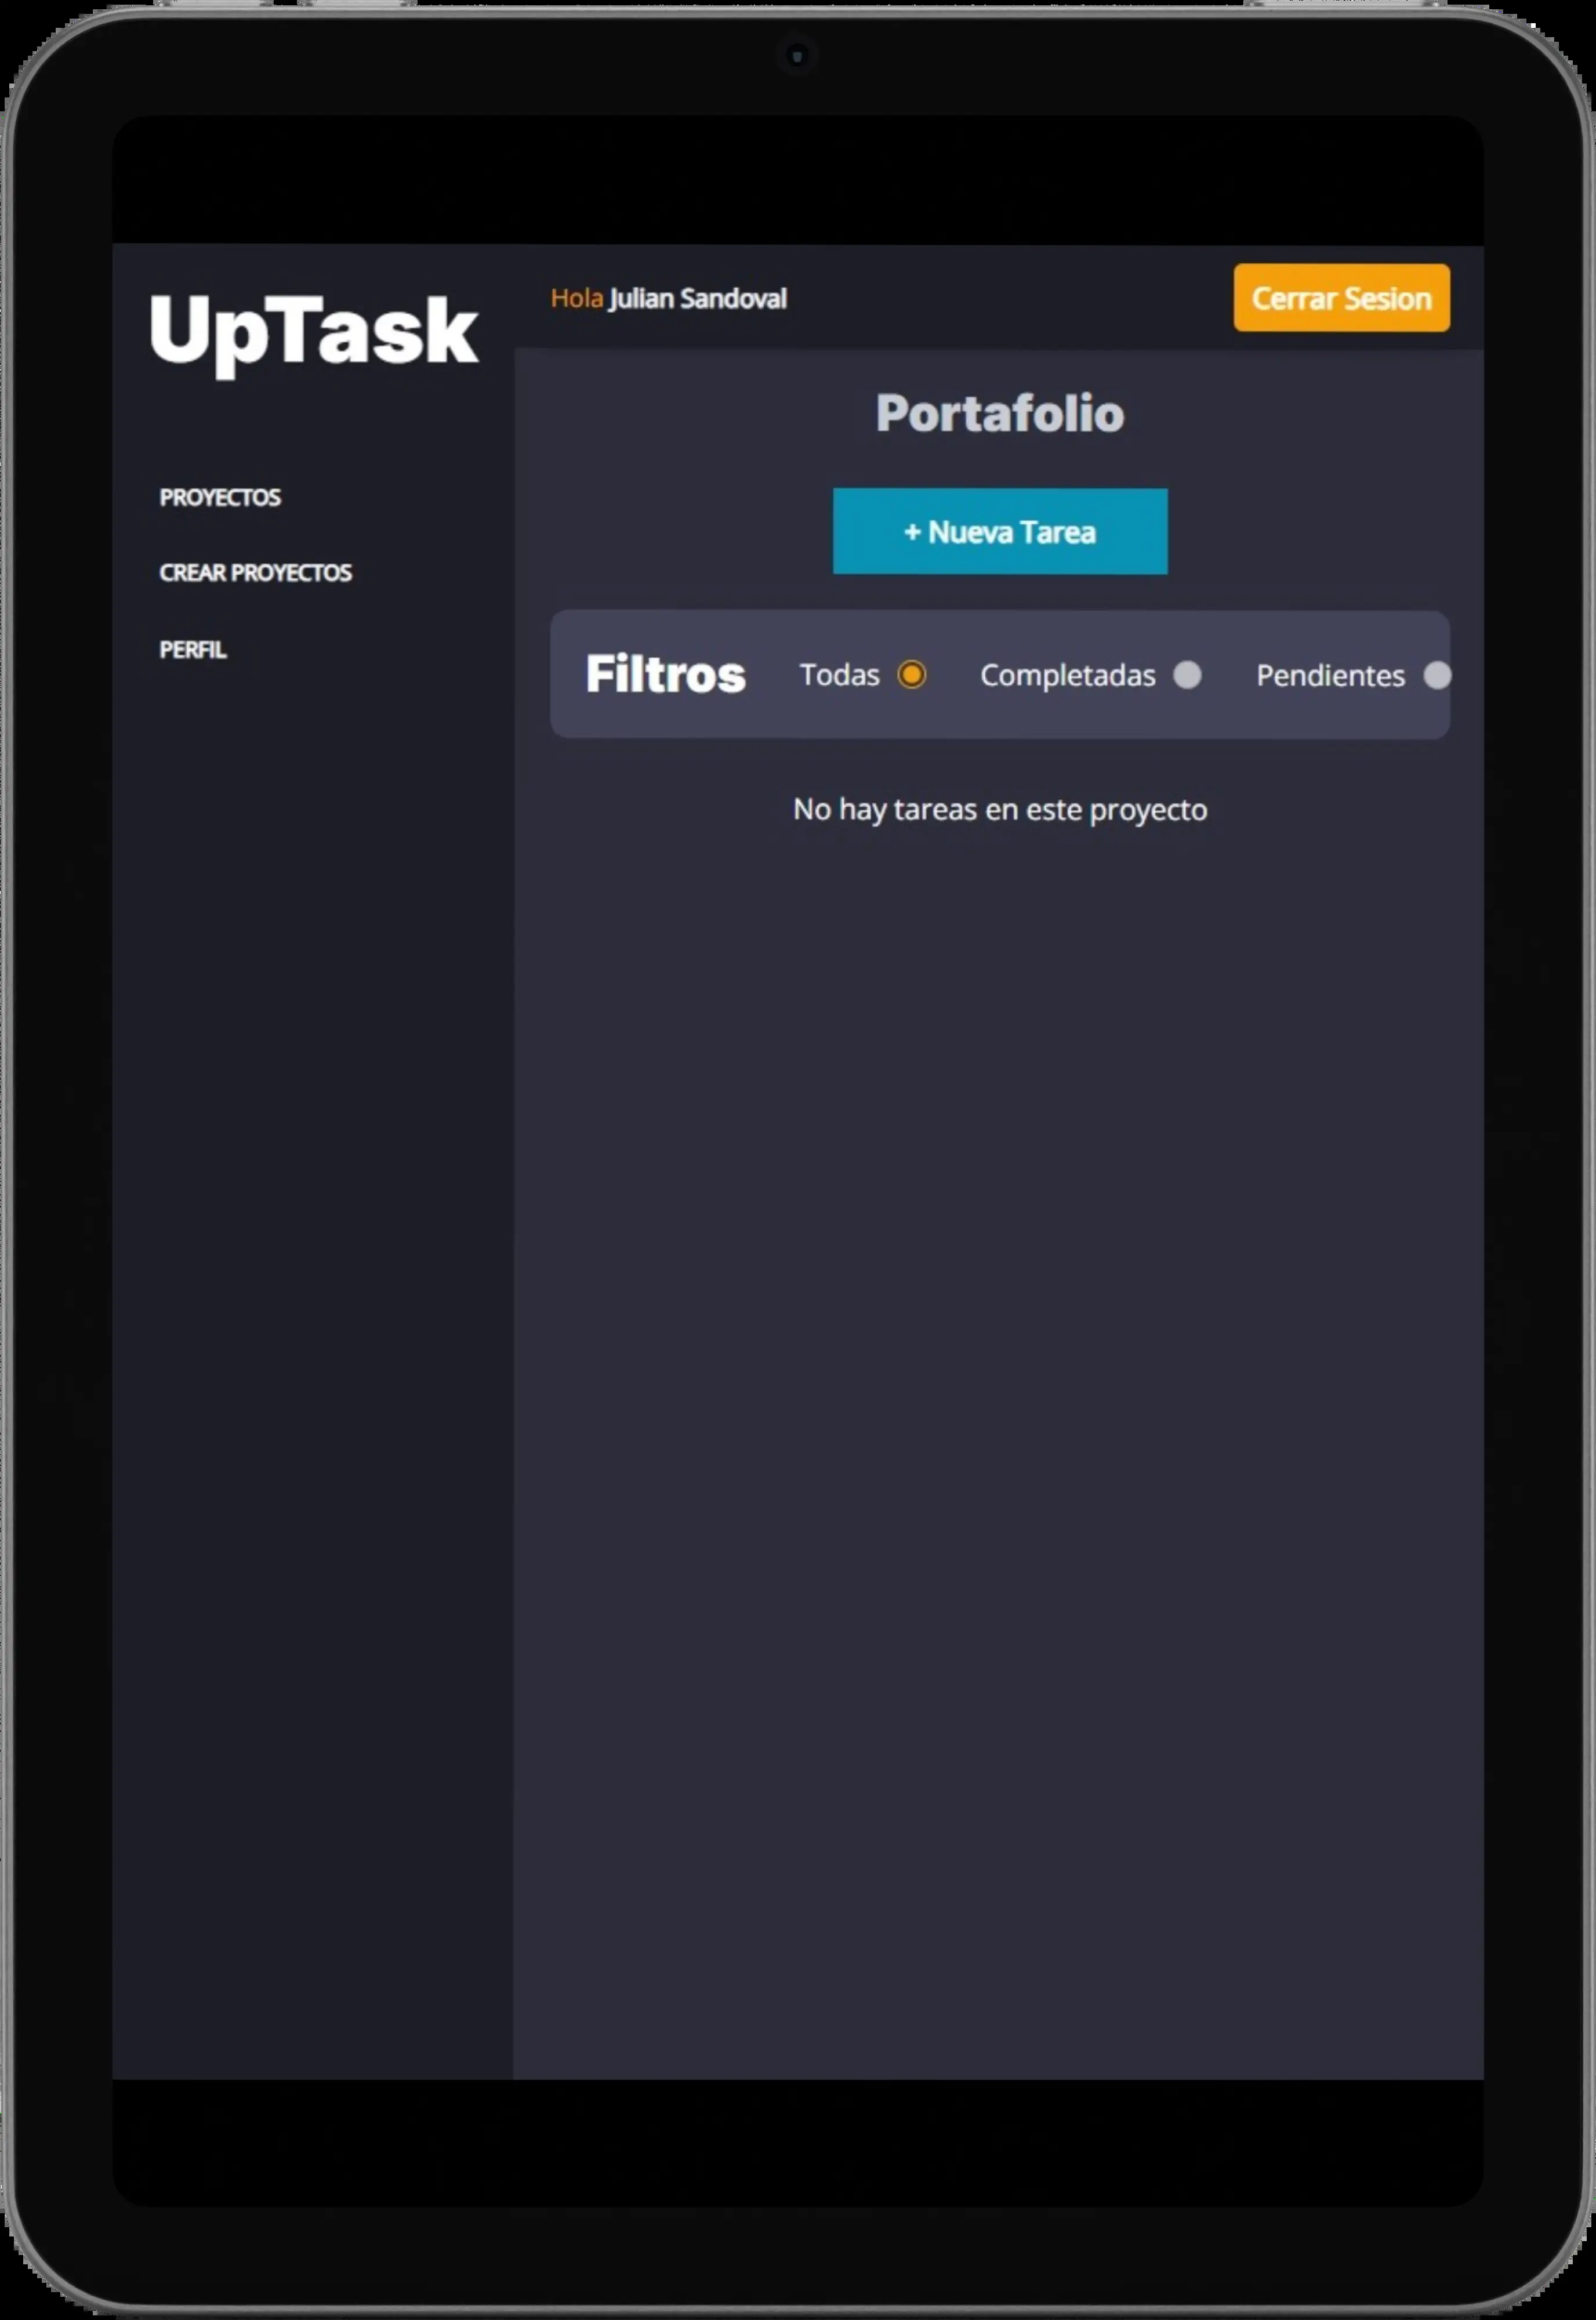 UpTask
Hola Julian Sandoval
Cerrar Sesion
PROYECTOS
CREAR PROYECTOS
PERFIL
Portafolio
+ Nueva Tarea
Filtros Todas Completadas Pendientes
No hay tareas en este proyecto